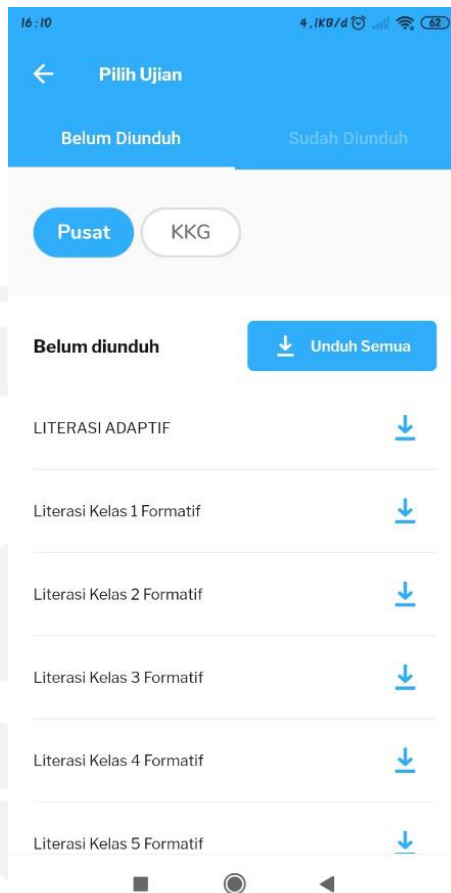 16:10 4,1KB/d 62
Pilih Ujian
Belum Diunduh Sudah Diunduh
Pusat KKG
Belum diunduh Unduh Semua
LITERASI ADAPTIF
Literasi Kelas 1 Formatif
Literasi Kelas 2 Formatif
Literasi Kelas 3 Formatif
Literasi Kelas 4 Formatif
Literasi Kelas 5 Formatif